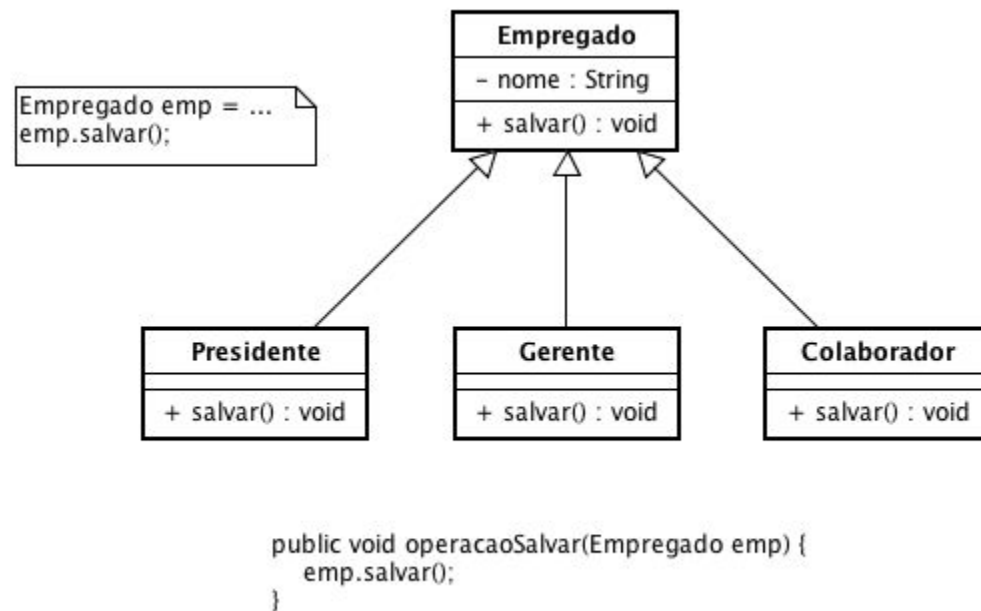 Empregado
– nome : String
+ salvar() : void
Empregado emp = ...
emp.salvar();
Presidente
+ salvar() : void
Gerente
+ salvar() : void
Colaborador
+ salvar() : void
public void operacaoSalvar(Empregado emp) {
emp.salvar();
}